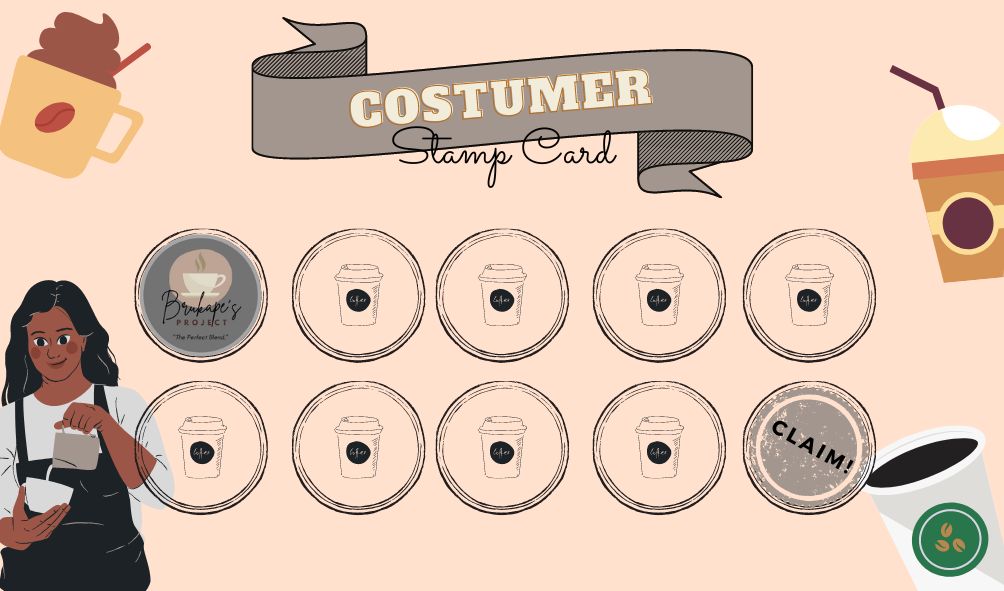 COSTUMER
Stamp Card
Brukape's
PROJECT
"The Perfect Blend."
Coffee
Coffee
Coffee
Coffee
Coffee
Coffee
Coffee
Coffee
CLAIM!